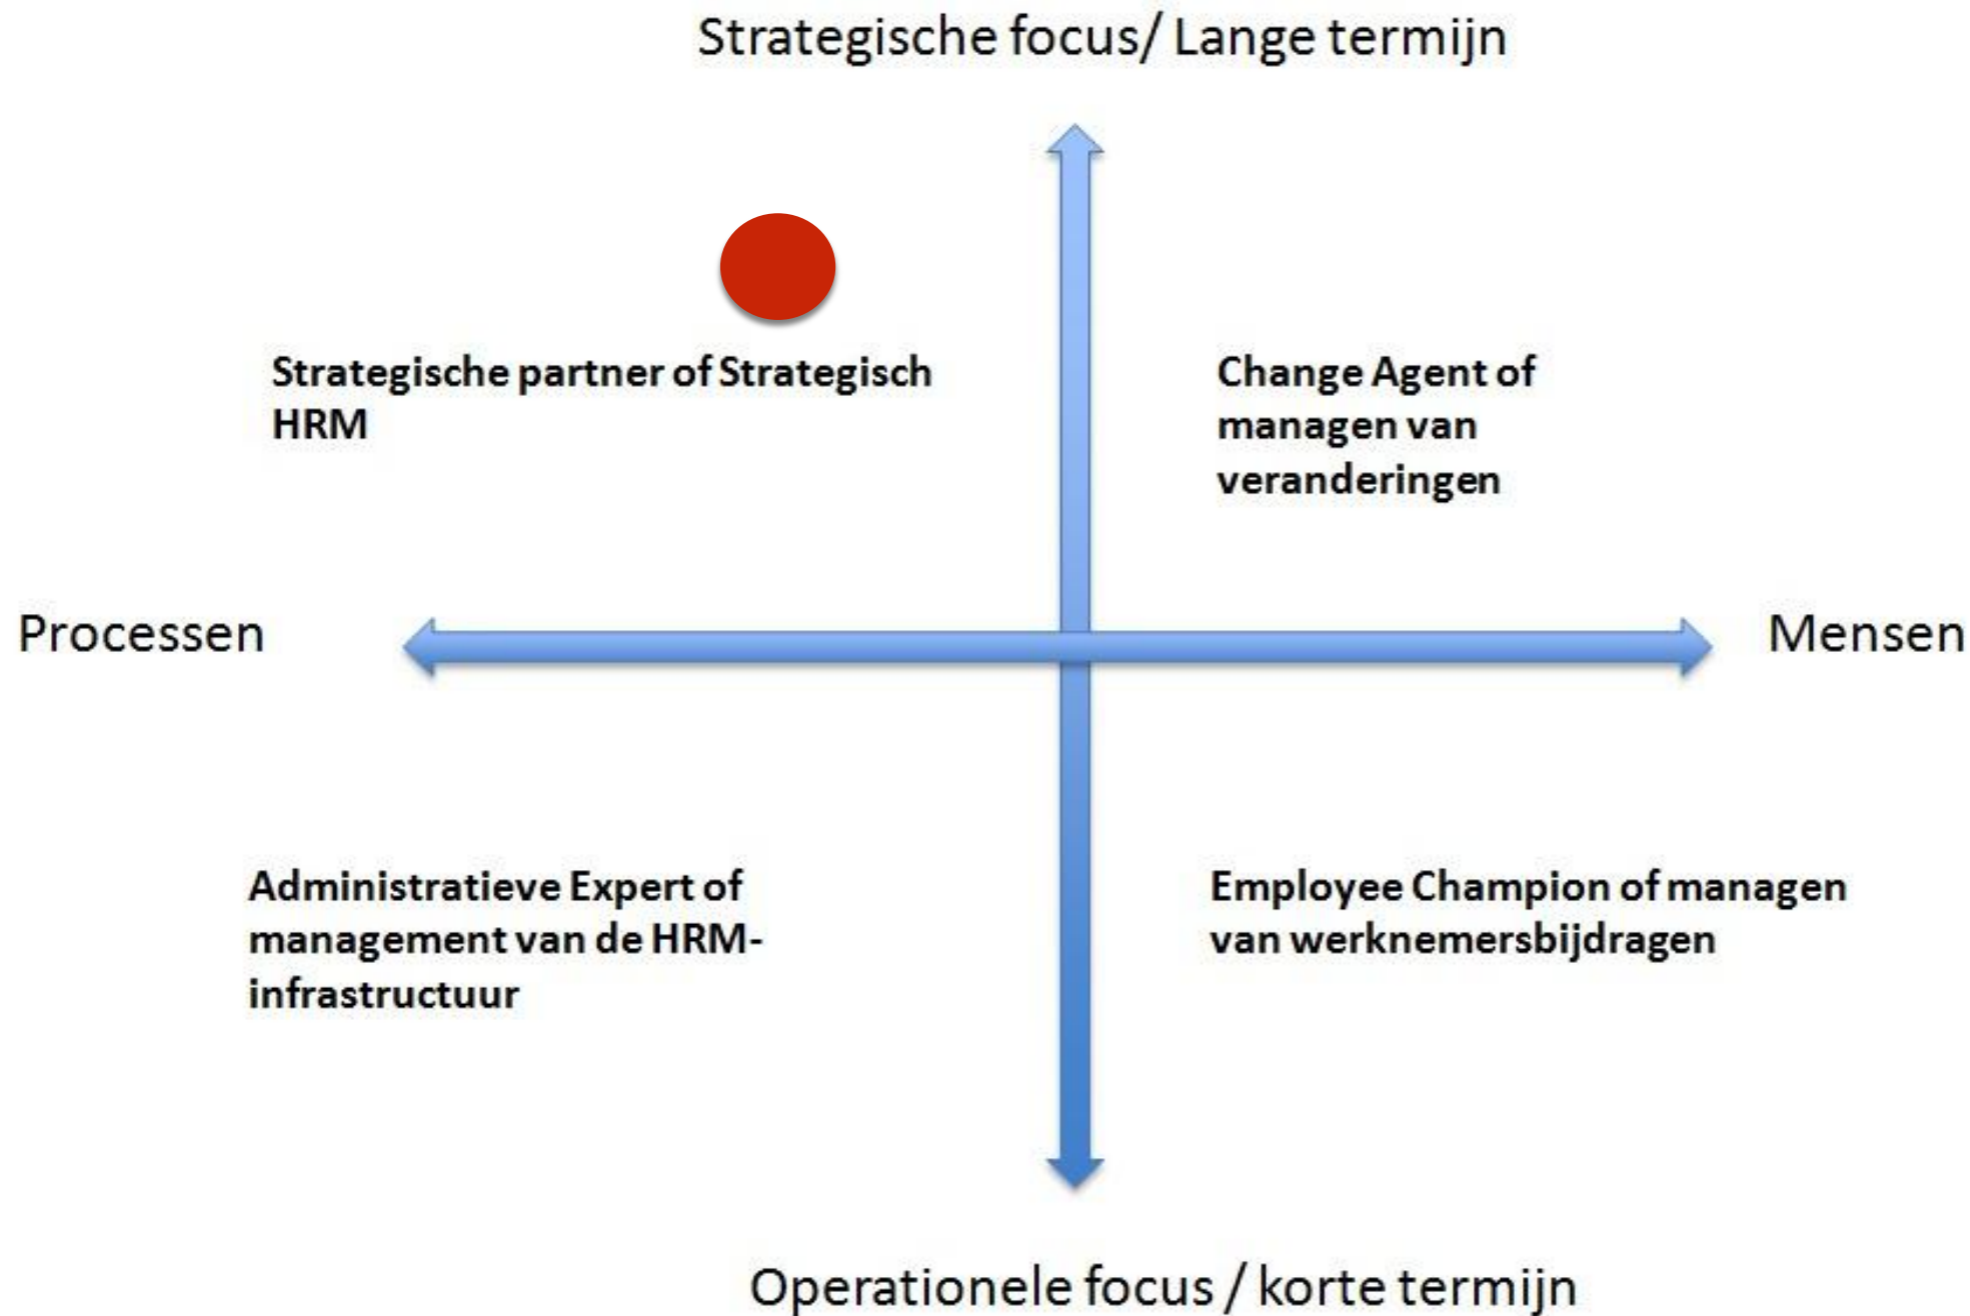 Strategische focus/ Lange termijn
Strategische partner of Strategisch
HRM
Change Agent of
managen van
veranderingen
Processen
Mensen
Administratieve Expert of
management van de HRM-
infrastructuur
Employee Champion of managen
van werknemersbijdragen
Operationele focus / korte termijn